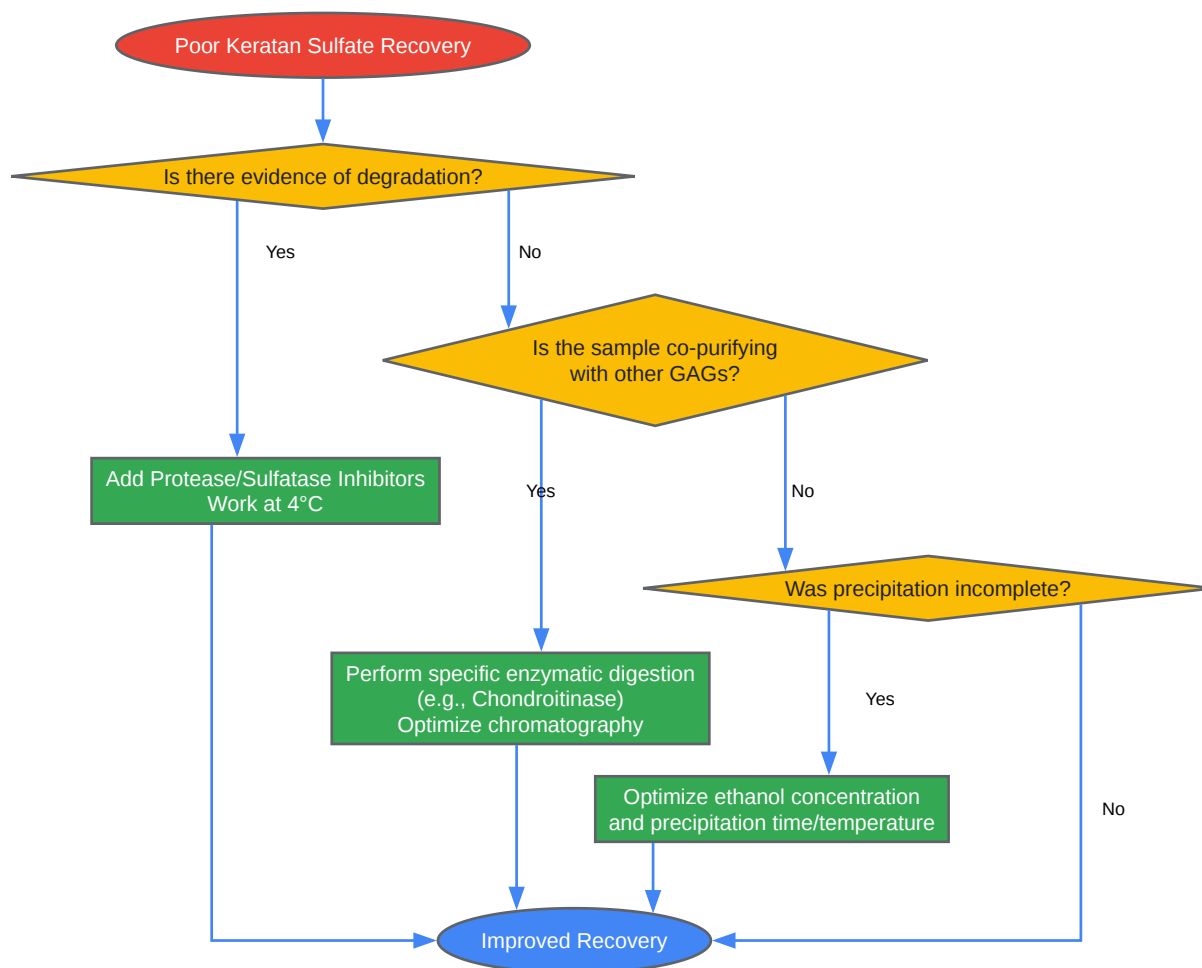 Poor Keratan Sulfate Recovery
Is there evidence of degradation?
Yes
No
Is the sample co-purifying
with other GAGs?
Add Protease/Sulfatase Inhibitors
Work at 4°C
Yes
No
Was precipitation incomplete?
Perform specific enzymatic digestion
(e.g., Chondroitinase)
Optimize chromatography
Yes
Optimize ethanol concentration
and precipitation time/temperature
No
Improved Recovery